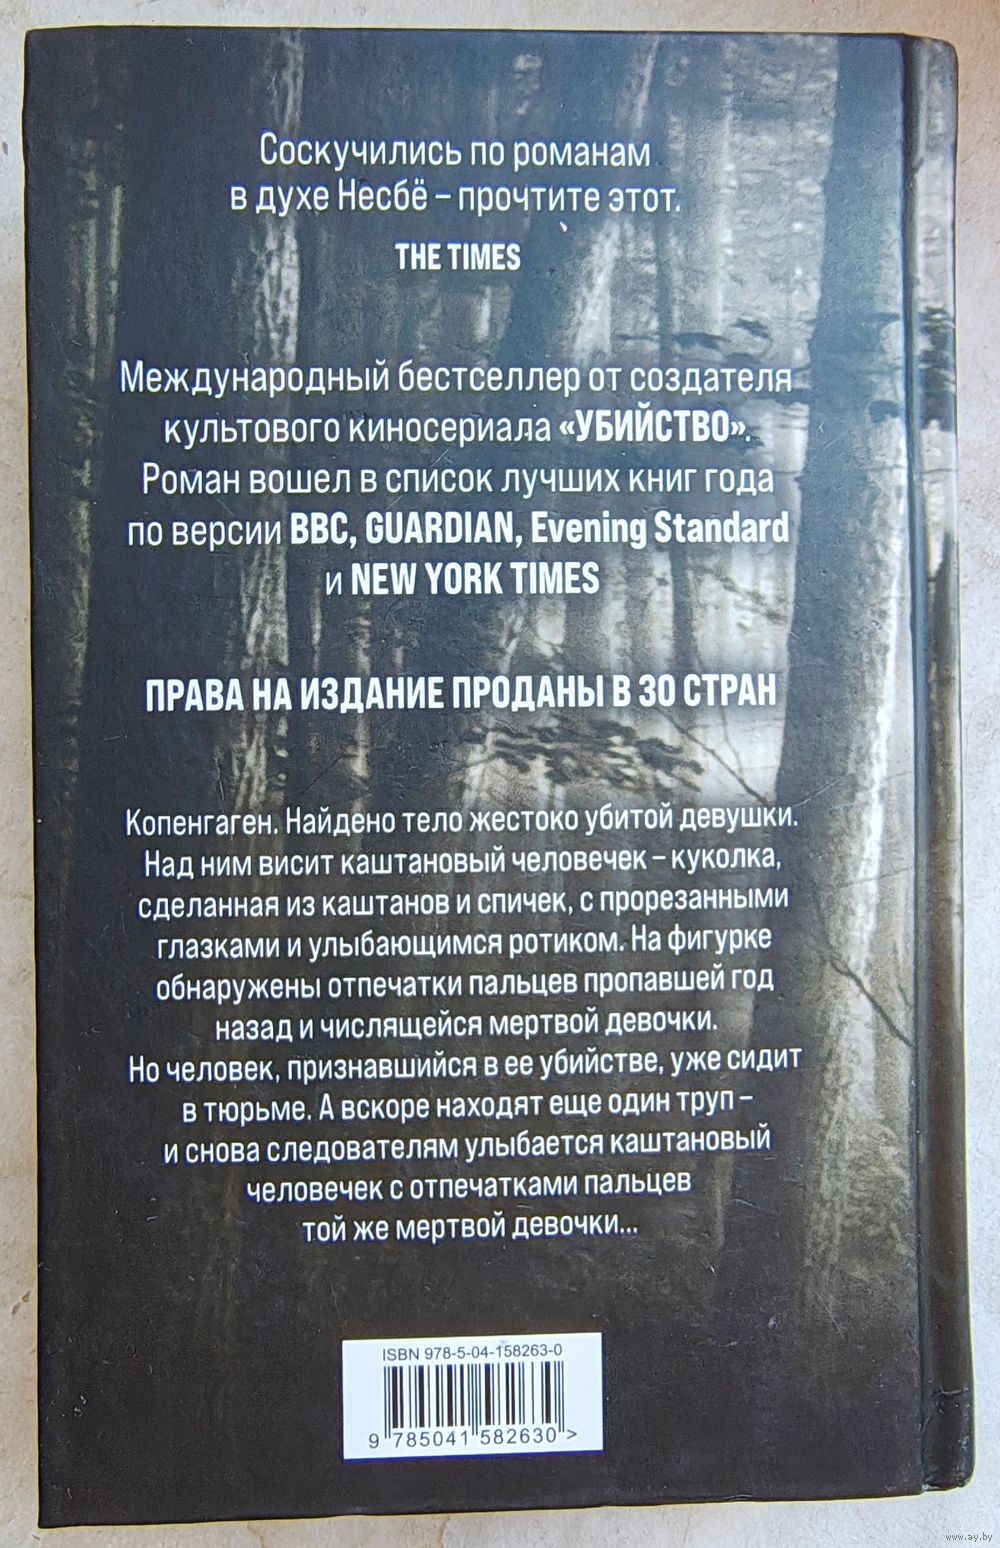 Соскучились по романам
в духе Несбё – прочтите этот.
THE TIMES
Международный бестселлер от создателя
культового киносериала «УБИЙСТВО».
Роман вошел в список лучших книг года
по версии BBC, GUARDIAN, Evening Standard
и NEW YORK TIMES
ПРАВА НА ИЗДАНИЕ ПРОДАНЫ В 30 СТРАН
Копенгаген. Найдено тело жестоко убитой девушки.
Над ним висит каштановый человечек – куколка,
сделанная из каштанов и спичек, с прорезанными
глазками и улыбающимся ротиком. На фигурке
обнаружены отпечатки пальцев пропавшей год
назад и числящейся мертвой девочки.
Но человек, признавшийся в ее убийстве, уже сидит
в тюрьме. А вскоре находят еще один труп –
и снова следователям улыбается каштановый
человечек с отпечатками пальцев
той же мертвой девочки...
ISBN 978-5-04-158263-0
9 785041 582630 >
www.ay.by